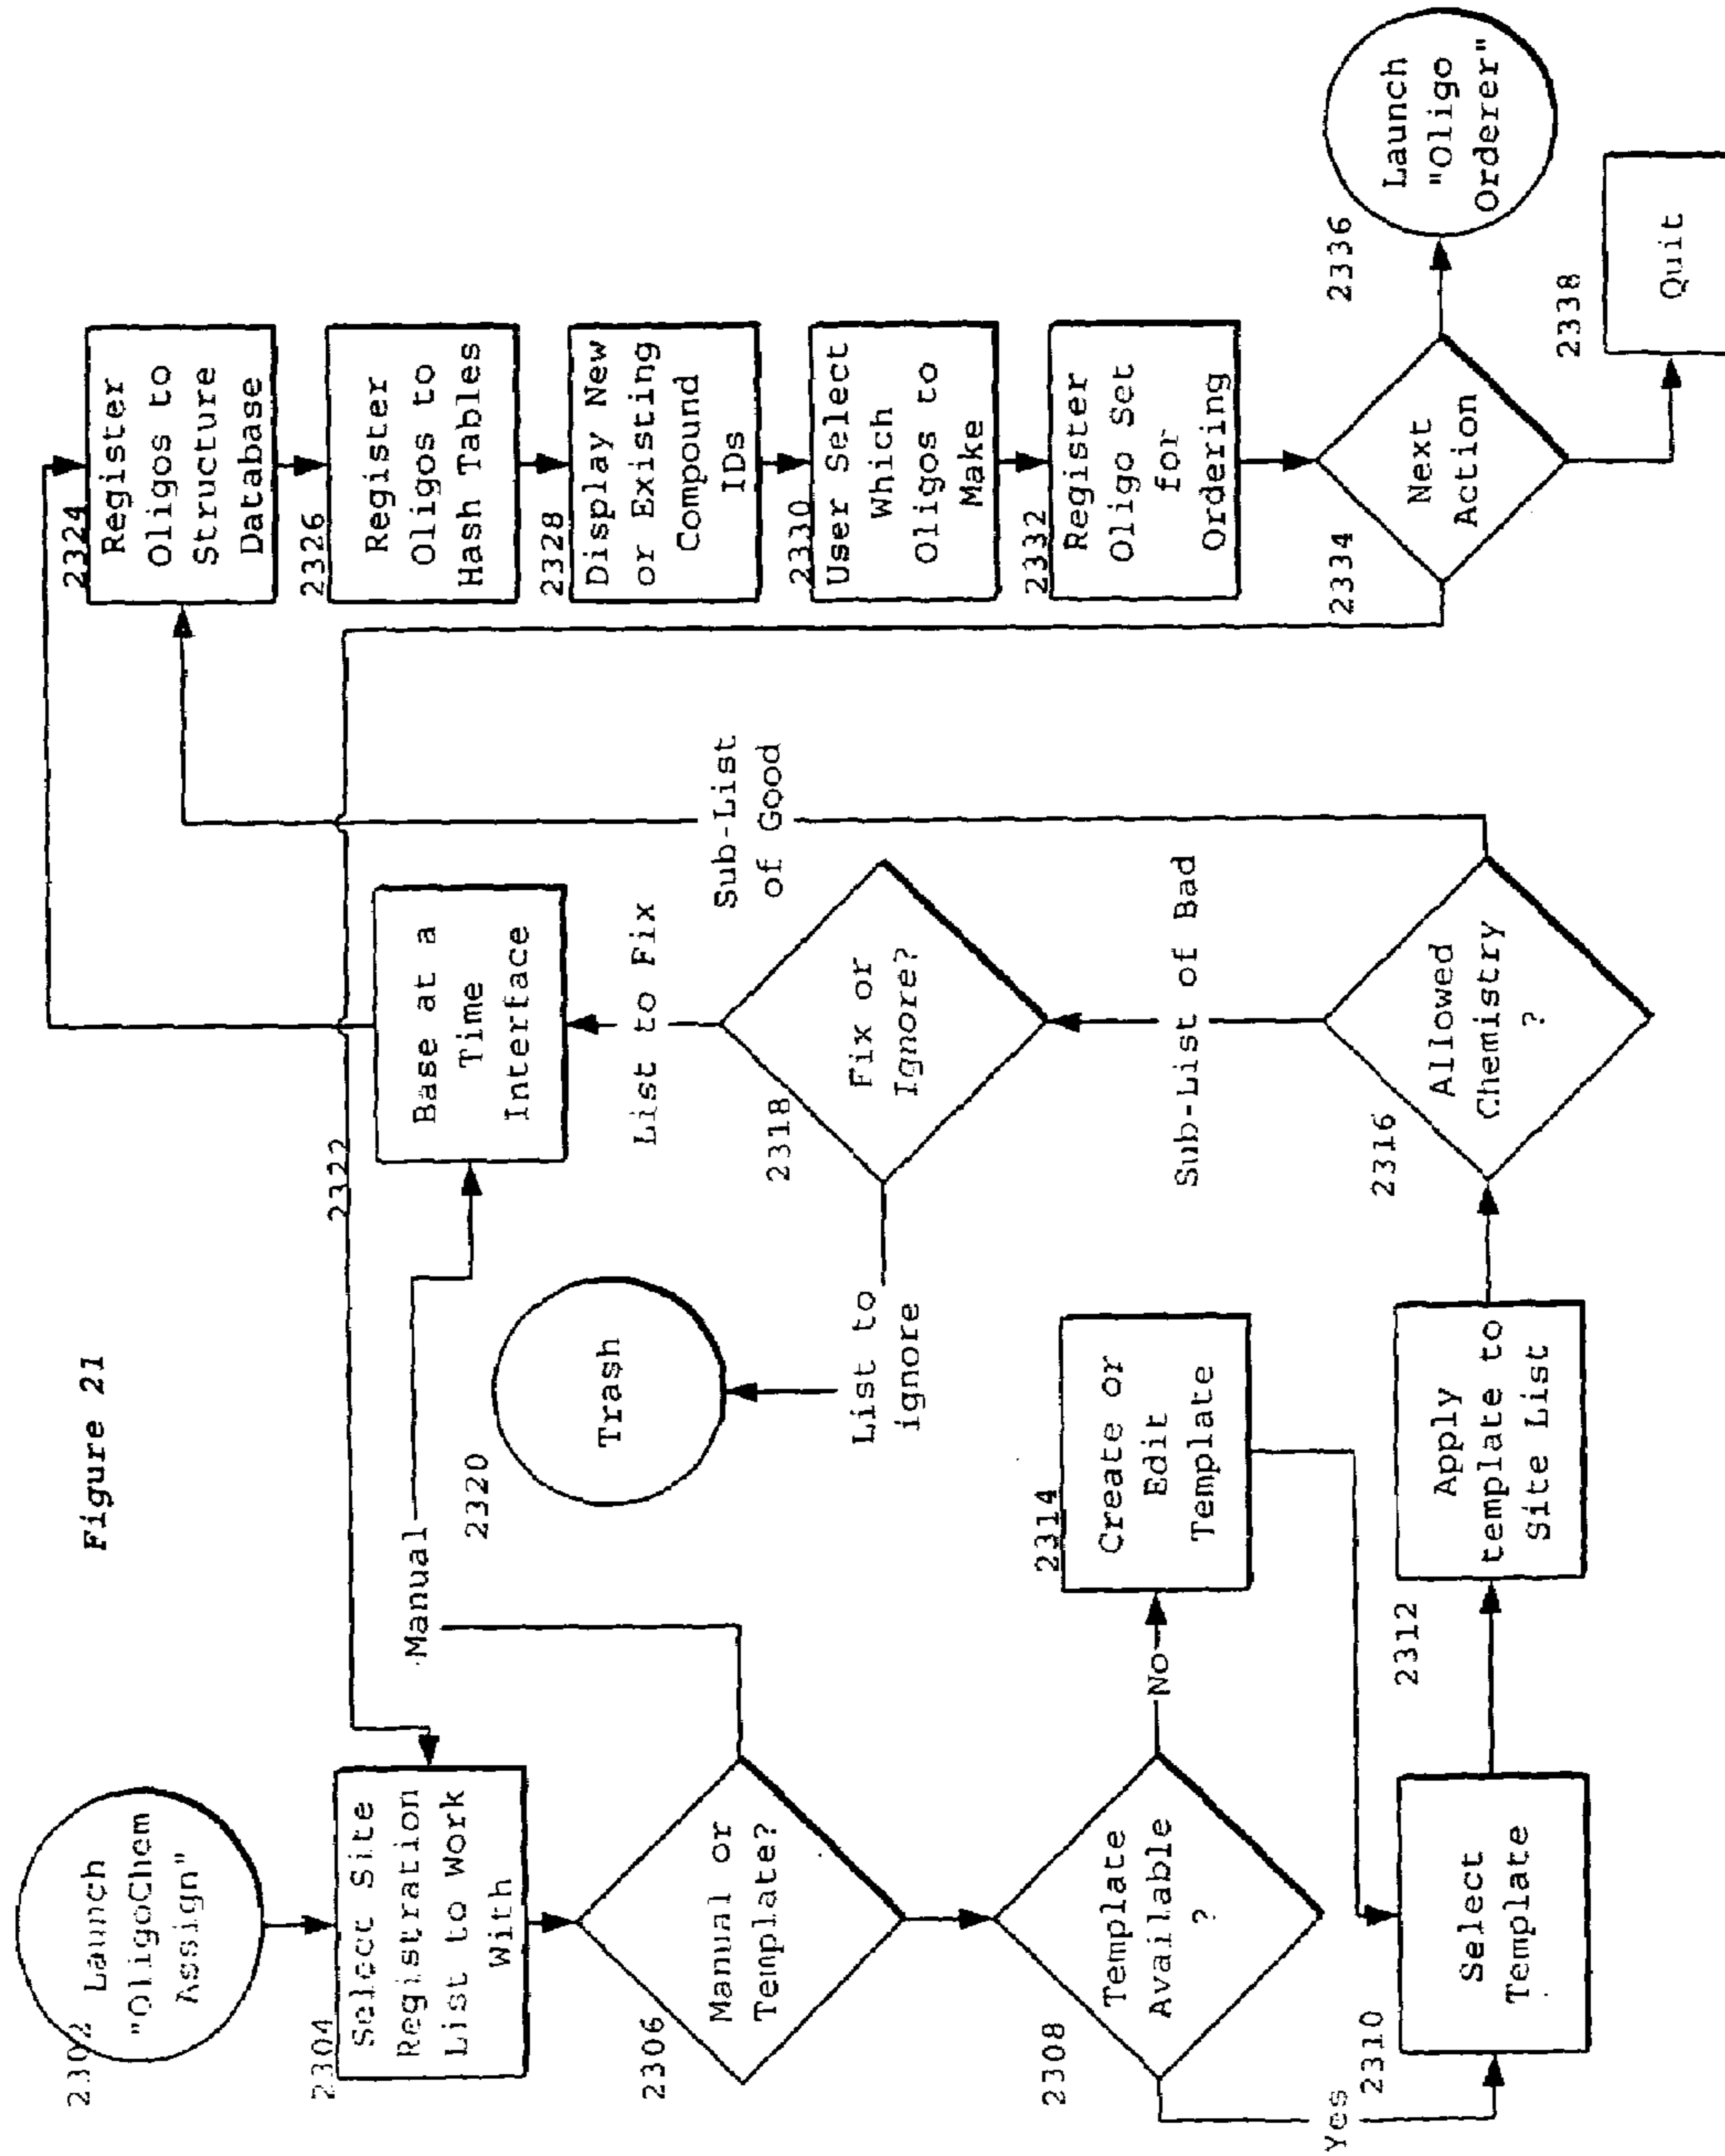 Figure 21
2302
Launch
"OligoChem
Assign"
2304
Select Site
Registration
List to Work
With
2306
Manual or
Template?
Manual
2308
Template
Available
?
Yes
No
2310
Select
Template
2314
Create or
Edit
Template
2312
Apply
template to
Site List
2316
Allowed
Chemistry
?
Sub-List of Bad
Sub-List
of Good
2318
Fix or
Ignore?
List to
ignore
2320
Trash
List to Fix
2322
Base at a
Time
Interface
2324
Register
Oligos to
Structure
Database
2326
Register
Oligos to
Hash Tables
2328
Display New
or Existing
Compound
IDs
2330
User Select
Which
Oligos to
Make
2332
Register
Oligo Set
for
Ordering
2334
Next
Action
2336
Launch
"Oligo
Orderer"
2338
Quit